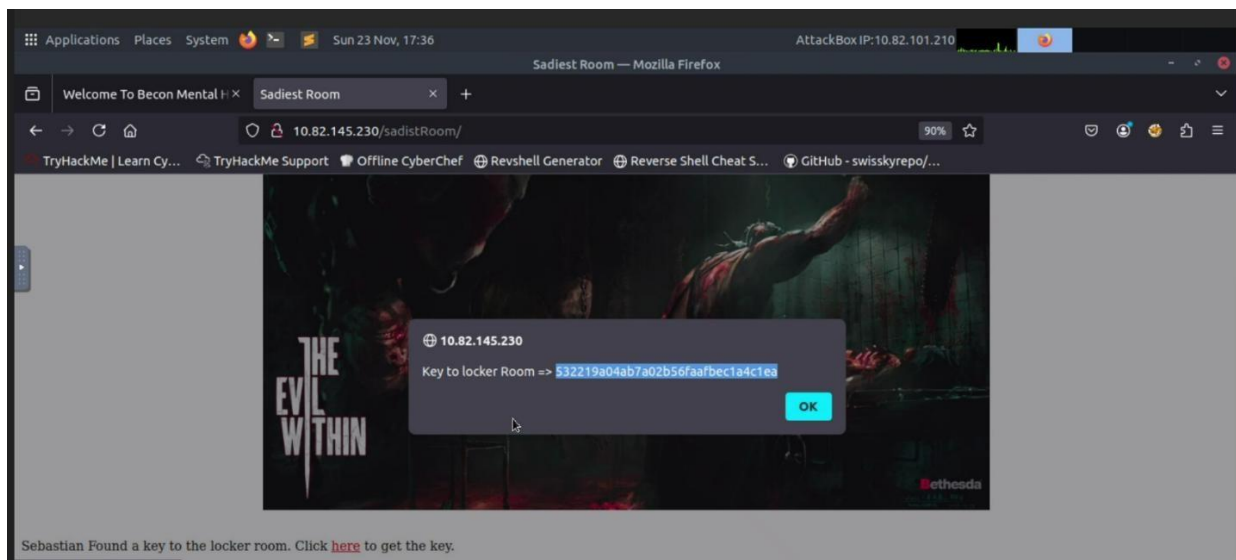 Applications Places System Sun 23 Nov, 17:36 AttackBox IP:10.82.101.210
Sadiest Room — Mozilla Firefox
Welcome To Becon Mental H Sadiest Room
10.82.145.230/sadistRoom/ 90%
TryHackMe | Learn Cy... TryHackMe Support Offline CyberChef Revshell Generator Reverse Shell Cheat S... GitHub - swisskyrepo/...
10.82.145.230
Key to locker Room => 532219a04ab7a02b56faafbec1a4c1ea
OK
THE
EVIL
WITHIN
Bethesda
Sebastian Found a key to the locker room. Click here to get the key.